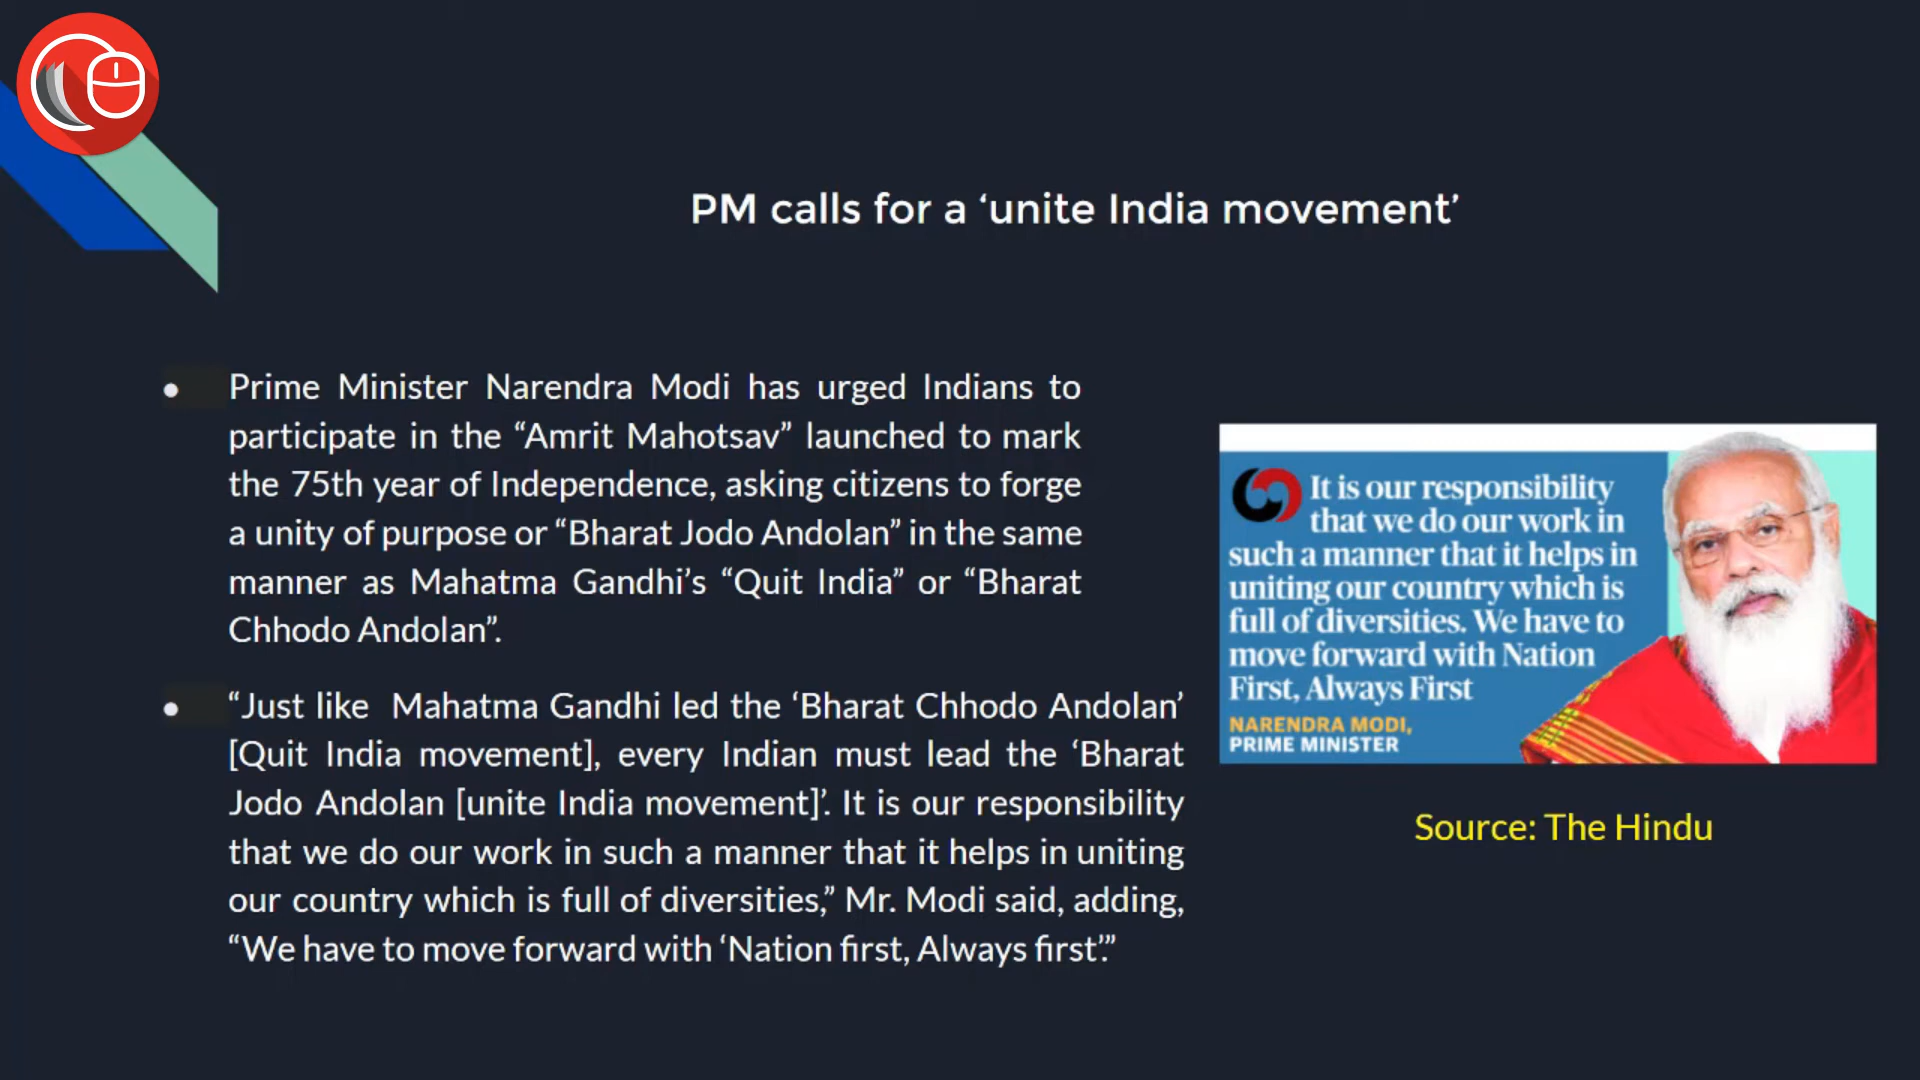 PM calls for a ‘unite India movement’
Prime Minister Narendra Modi has urged Indians to
participate in the “Amrit Mahotsav” launched to mark
the 75th year of Independence, asking citizens to forge
a unity of purpose or “Bharat Jodo Andolan” in the same
manner as Mahatma Gandhi’s “Quit India” or “Bharat
Chhodo Andolan”.
“Just like Mahatma Gandhi led the ‘Bharat Chhodo Andolan’
[Quit India movement], every Indian must lead the ‘Bharat
Jodo Andolan [unite India movement]’. It is our responsibility
that we do our work in such a manner that it helps in uniting
our country which is full of diversities,” Mr. Modi said, adding,
“We have to move forward with ‘Nation first, Always first’.”
It is our responsibility
that we do our work in
such a manner that it helps in
uniting our country which is
full of diversities. We have to
move forward with Nation
First, Always First
NARENDRA MODI,
PRIME MINISTER
Source: The Hindu